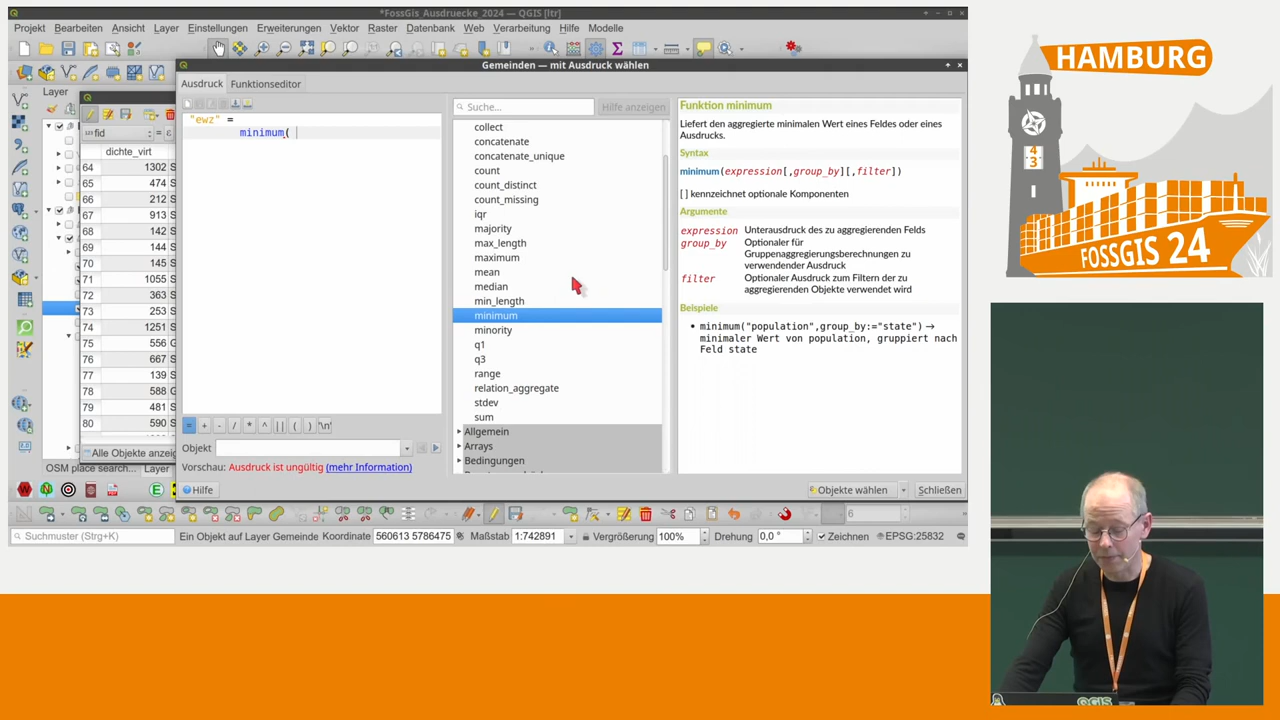 *FossGis_Ausdruecke_2024 — QGIS [ltr]
Projekt Bearbeiten Ansicht Layer Einstellungen Erweiterungen Vektor Raster Datenbank Web Verarbeitung Hilfe Modelle
Gemeinden — mit Ausdruck wählen
Ausdruck Funktionseditor
Layer
"ewz" =
minimum(
123 fid
dichte_virt
64 1302 S
65 474 S
66 212 S
67 913 S
68 142 S
69 144 S
70 145 S
71 1055 S
72 363 S
73 253 S
74 1251 S
75 556 G
76 667 S
77 139 S
78 588 G
79 481 S
80 590 S
Alle Objekte anzeig
OSM place search... Layer
= + - / * ^ || ( ) '\n'
Objekt
Vorschau: Ausdruck ist ungültig (mehr Information)
Hilfe
Suche...
Hilfe anzeigen
collect
concatenate
concatenate_unique
count
count_distinct
count_missing
iqr
majority
max_length
maximum
mean
median
min_length
minimum
minority
q1
q3
range
relation_aggregate
stdev
sum
Allgemein
Arrays
Bedingungen
Funktion minimum
Liefert den aggregierte minimalen Wert eines Feldes oder eines
Ausdrucks.
Syntax
minimum(expression[,group_by][,filter])
[ ] kennzeichnet optionale Komponenten
Argumente
expression Unterausdruck des zu aggregierenden Felds
group_by Optionaler für
Gruppenaggregierungsberechnungen zu
verwendender Ausdruck
filter Optionaler Ausdruck zum Filtern der zu
aggregierenden Objekte verwendet wird
Beispiele
minimum("population",group_by:="state") →
minimaler Wert von population, gruppiert nach
Feld state
Objekte wählen
Schließen
6
Suchmuster (Strg+K)
Ein Objekt auf Layer Gemeinde Koordinate 560613 5786475 Maßstab 1:742891 Vergrößerung 100% Drehung 0,0 ° Zeichnen EPSG:25832
HAMBURG
4
3
FOSSGIS 24
QGIS